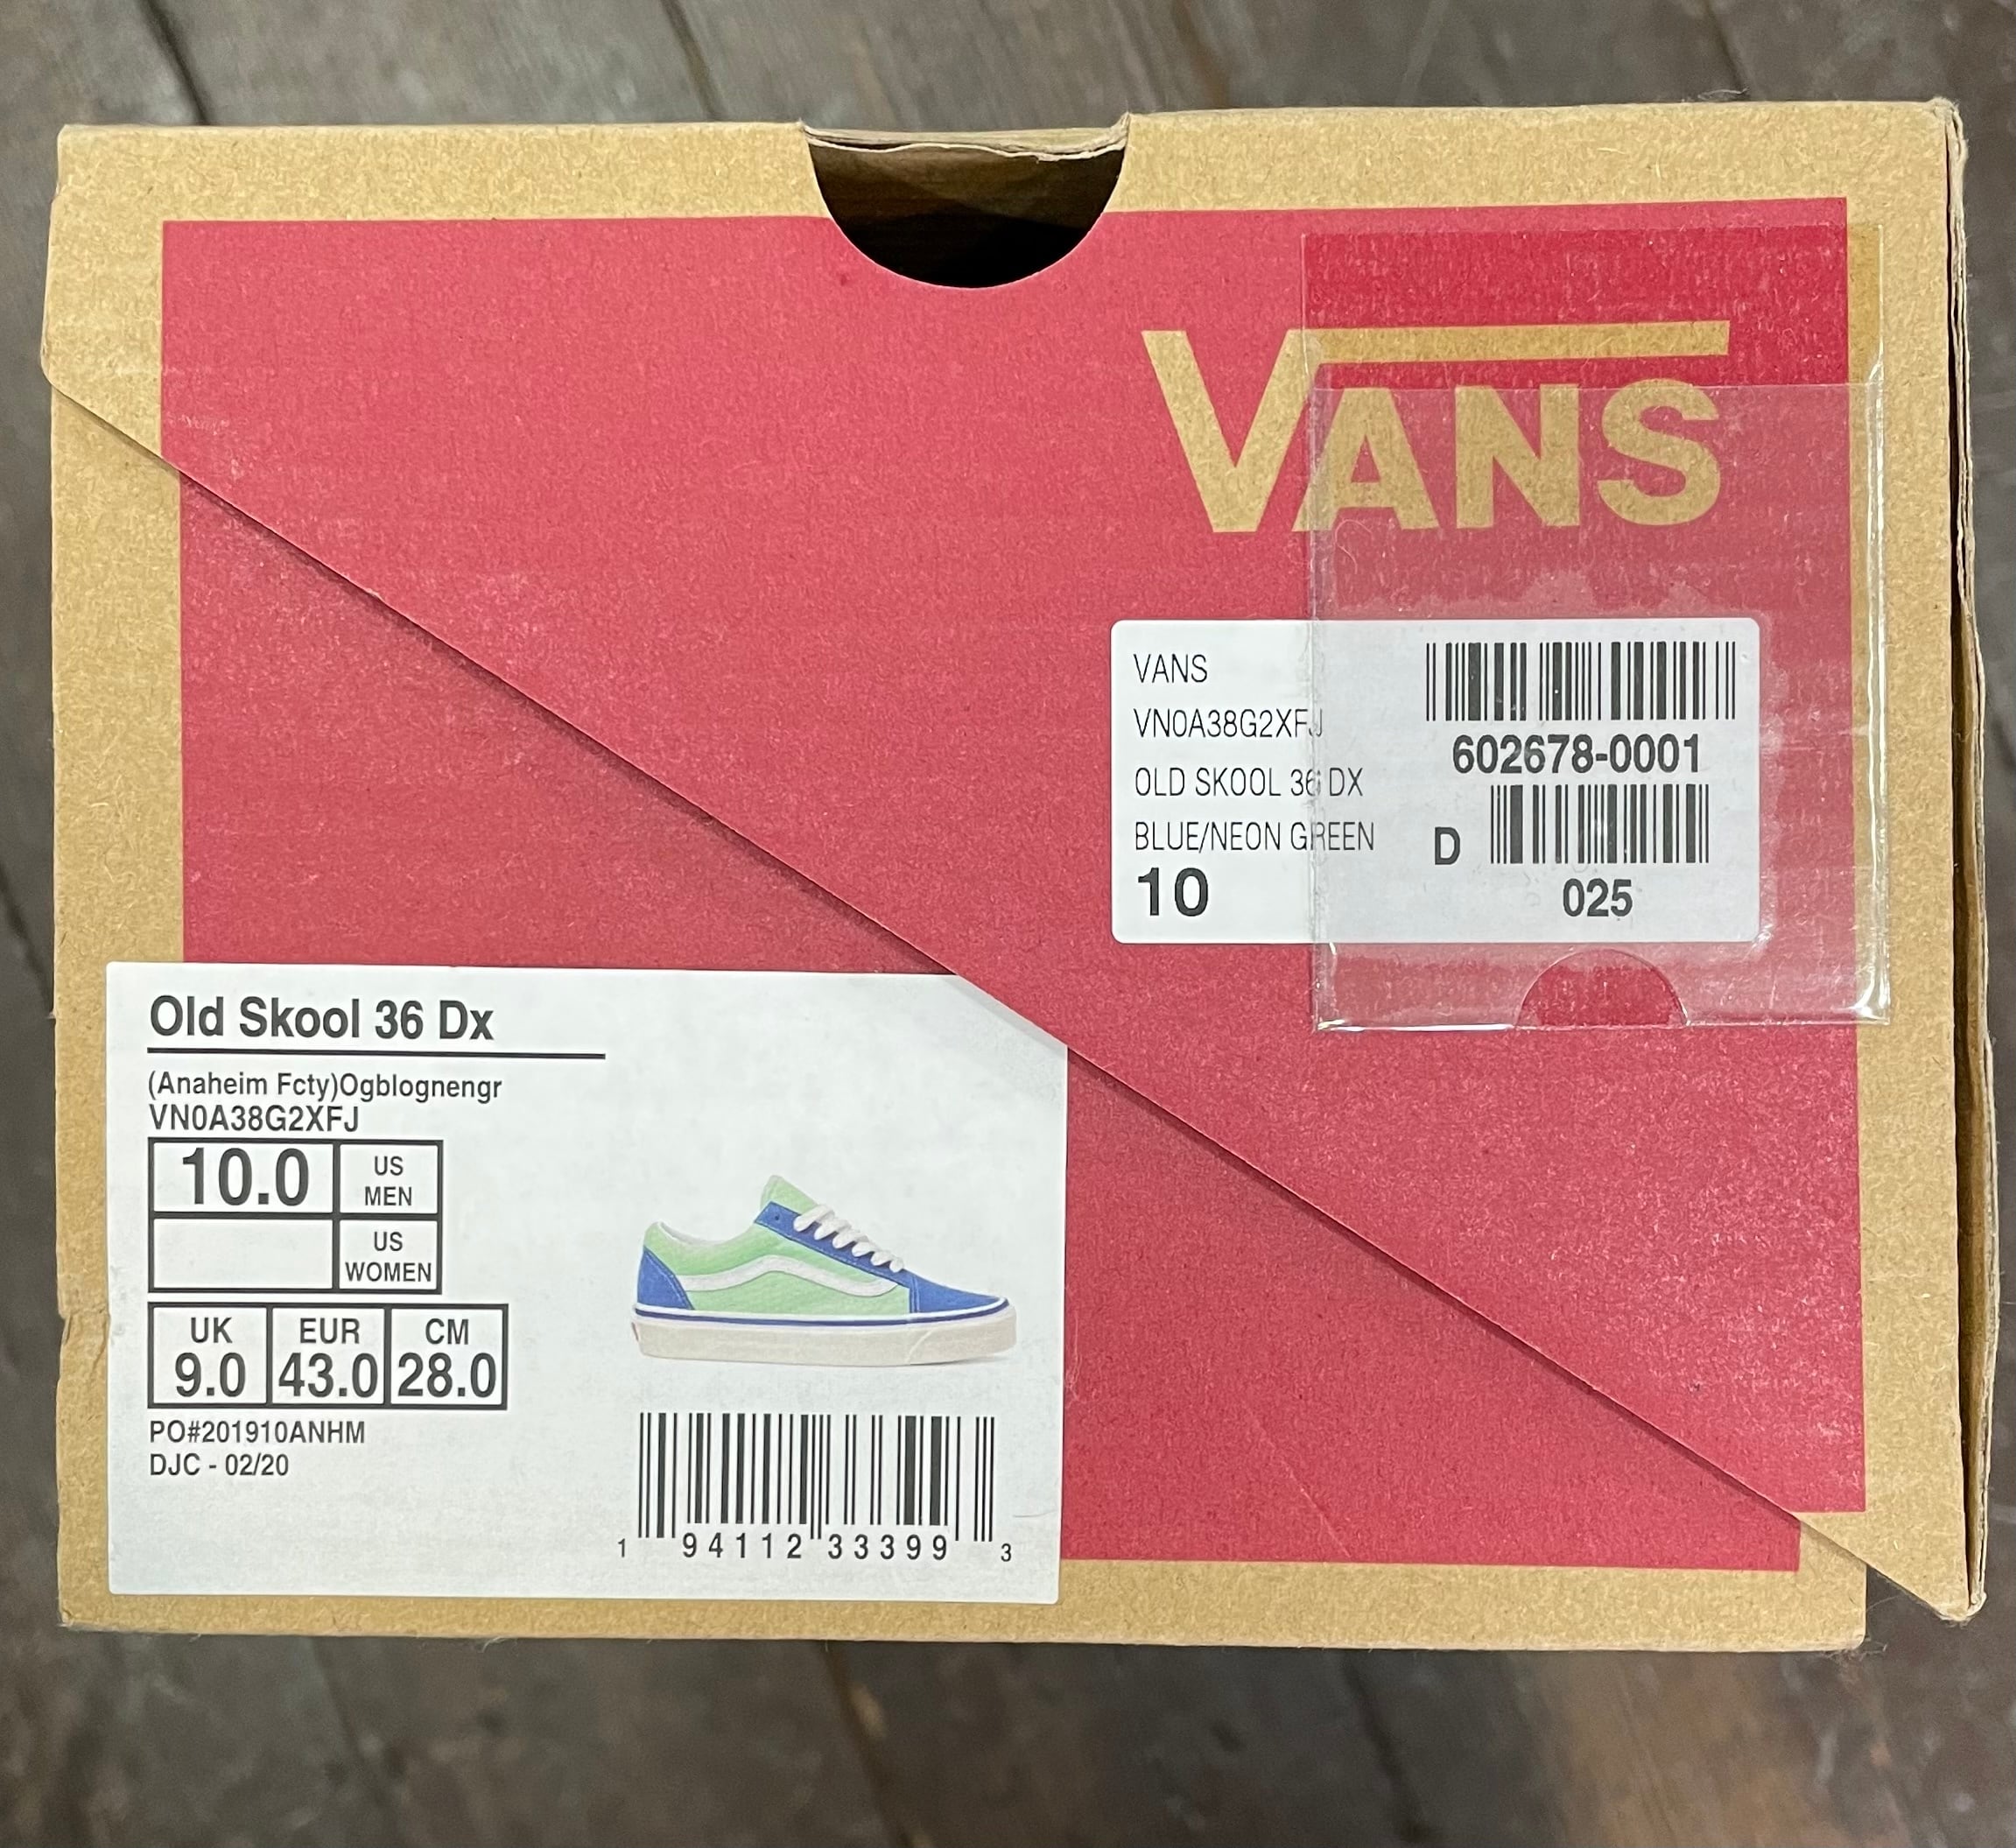 VANS
VANS
VN0A38G2XFJ
OLD SKOOL 36 DX
BLUE/NEON GREEN
10
602678-0001
D
025
Old Skool 36 Dx
(Anaheim Fcty)Ogblognengr
VN0A38G2XFJ
10.0 US MEN
US WOMEN
UK EUR CM
9.0 43.0 28.0
PO#201910ANHM
DJC - 02/20
1 94112 33399 3